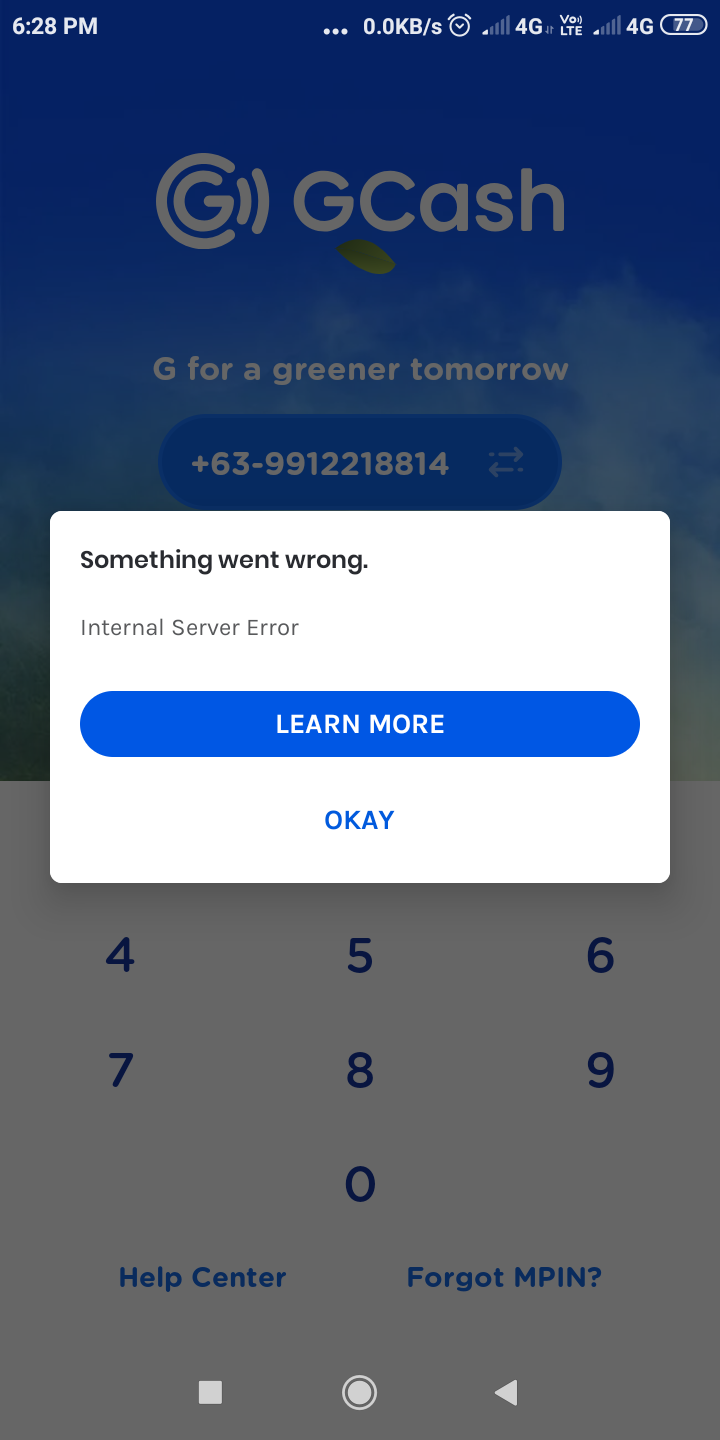 6:28 PM ... 0.0KB/s 4G Vo) LTE 4G 77
G GCash
G for a greener tomorrow
+63-9912218814
Something went wrong.
Internal Server Error
LEARN MORE
OKAY
4 5 6
7 8 9
0
Help Center Forgot MPIN?